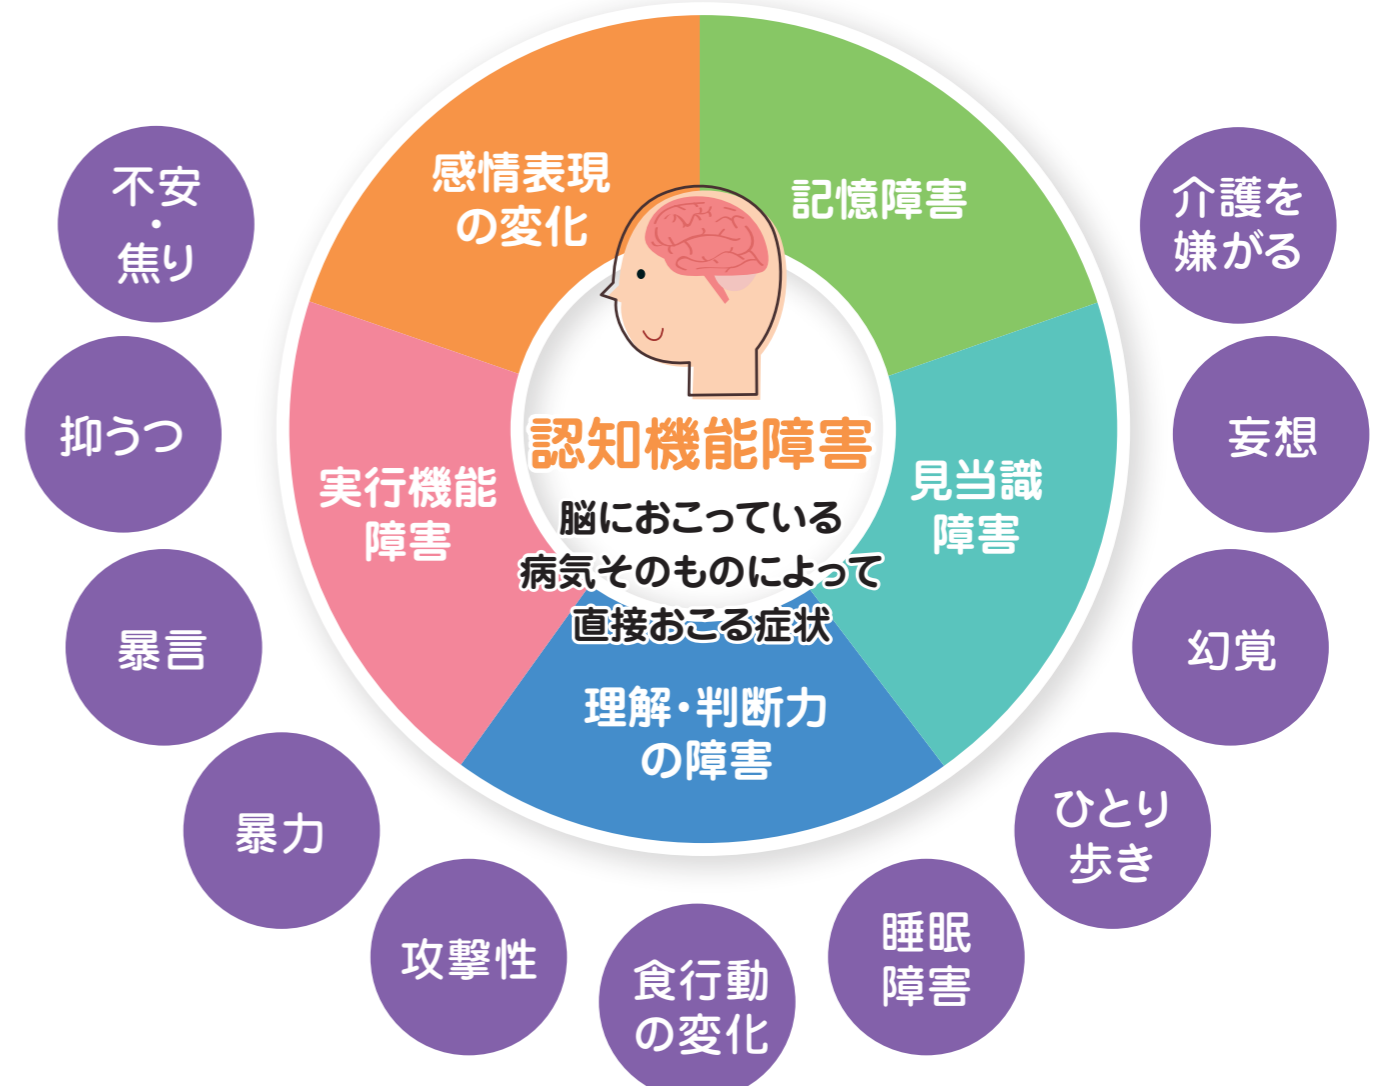 感情表現
の変化
記憶障害
実行機能
障害
見当識
障害
理解・判断力
の障害
認知機能障害
脳におこっている
病気そのものによって
直接おこる症状
不安
・
焦り
抑うつ
暴言
暴力
攻撃性
食行動
の変化
睡眠
障害
ひとり
歩き
幻覚
妄想
介護を
嫌がる